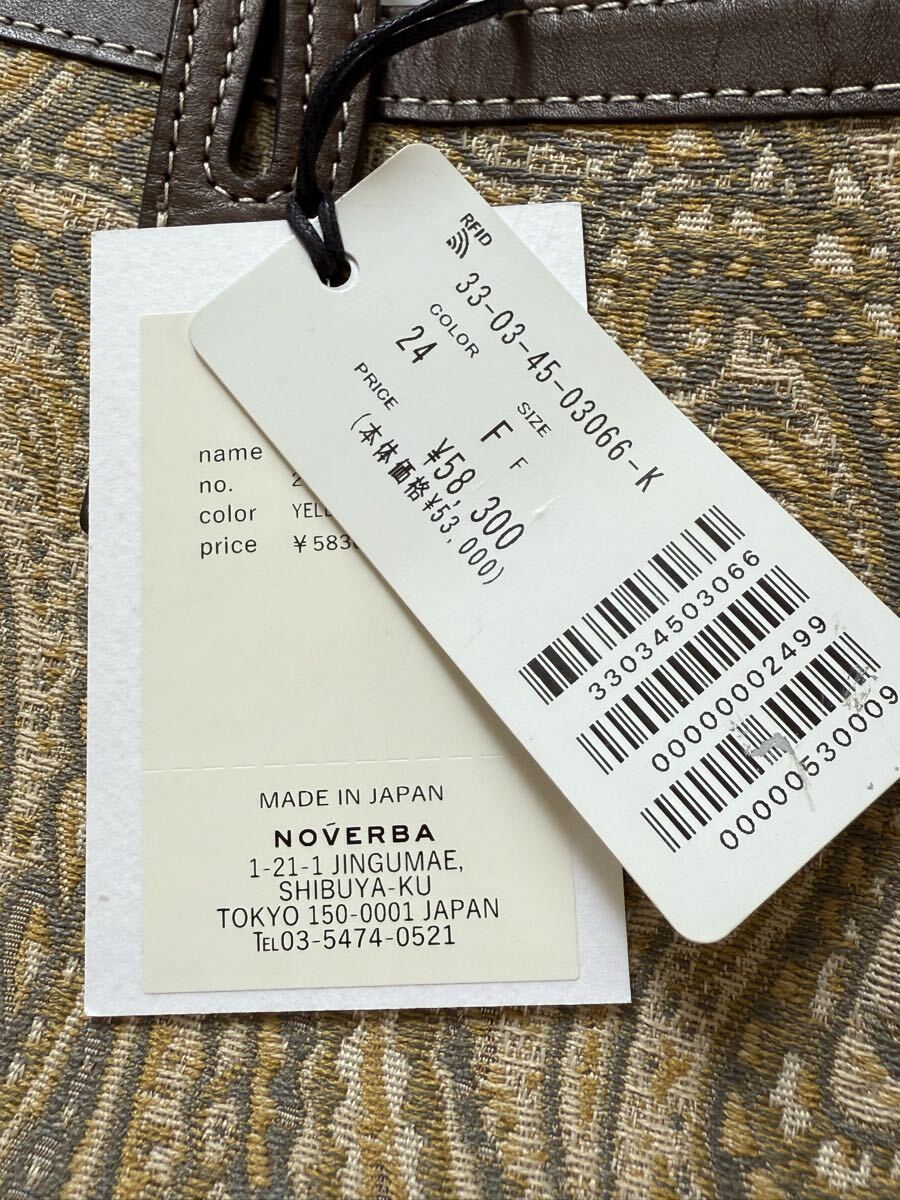 RFID
33-03-45-03066-K
COLOR SIZE
24 F F
PRICE ¥58,300
(本体価格¥53,000)
33034503066
00000002499
00000530009
name
no.
color
price
MADE IN JAPAN
NOVERBA
1-21-1 JINGUMAE,
SHIBUYA-KU
TOKYO 150-0001 JAPAN
TEL03-5474-0521